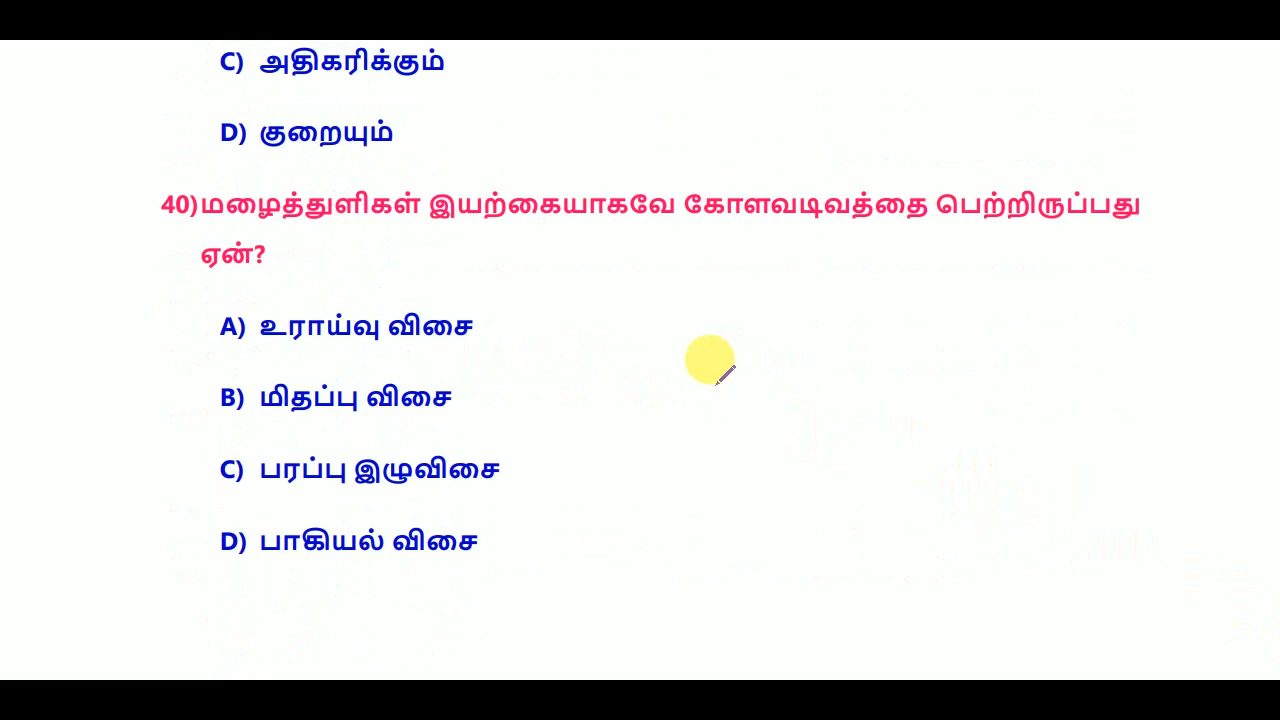 C) அதிகரிக்கும்
D) குறையும்
40)மழைத்துளிகள் இயற்கையாகவே கோளவடிவத்தை பெற்றிருப்பது
ஏன்?
A) உராய்வு விசை
B) மிதப்பு விசை
C) பரப்பு இழுவிசை
D) பாகியல் விசை